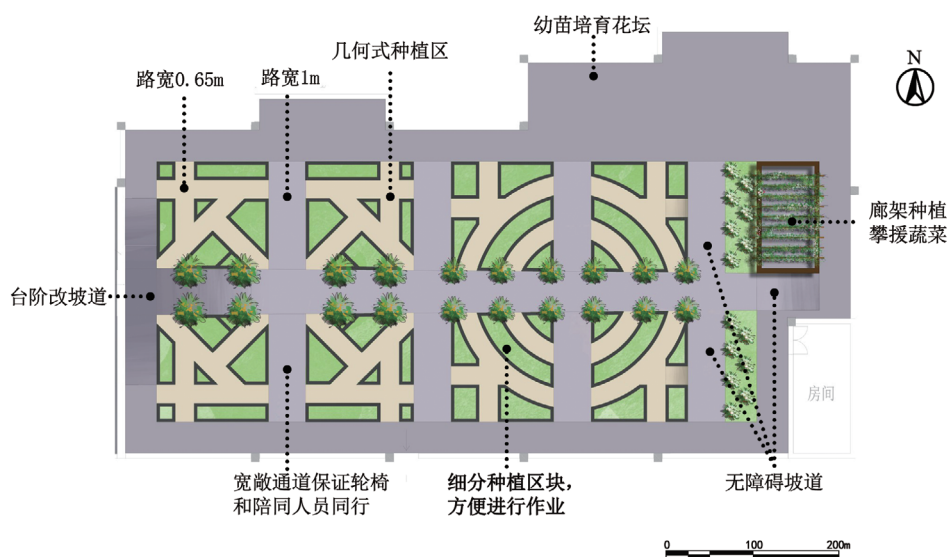 幼苗培育花坛
几何式种植区
路宽0.65m
路宽1m
N
廊架种植
攀援蔬菜
台阶改坡道
房间
宽敞通道保证轮椅
和陪同人员同行
细分种植区块，
方便进行作业
无障碍坡道
0 100 200m